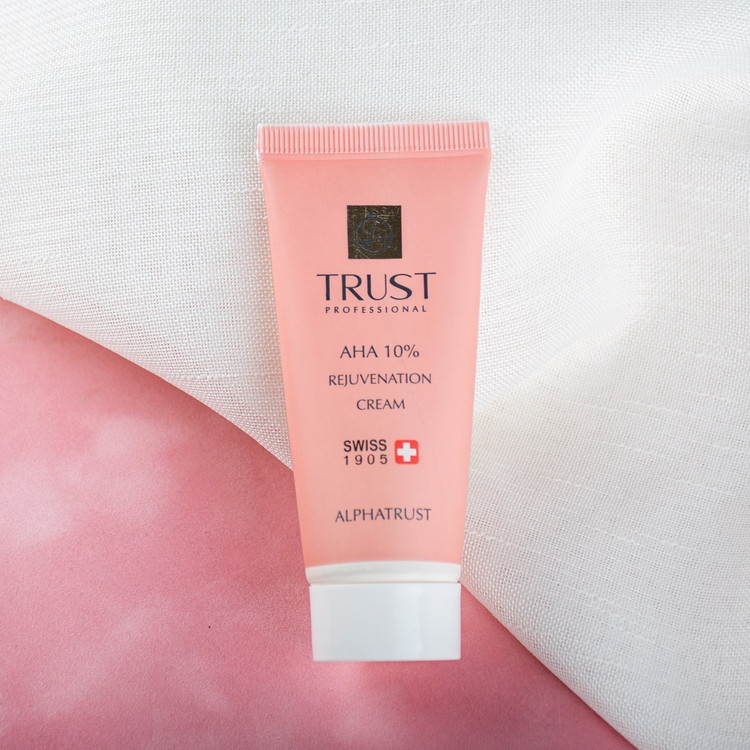 TRUST
PROFESSIONAL
AHA 10%
REJUVENATION
CREAM
SWISS
1905
ALPHATRUST